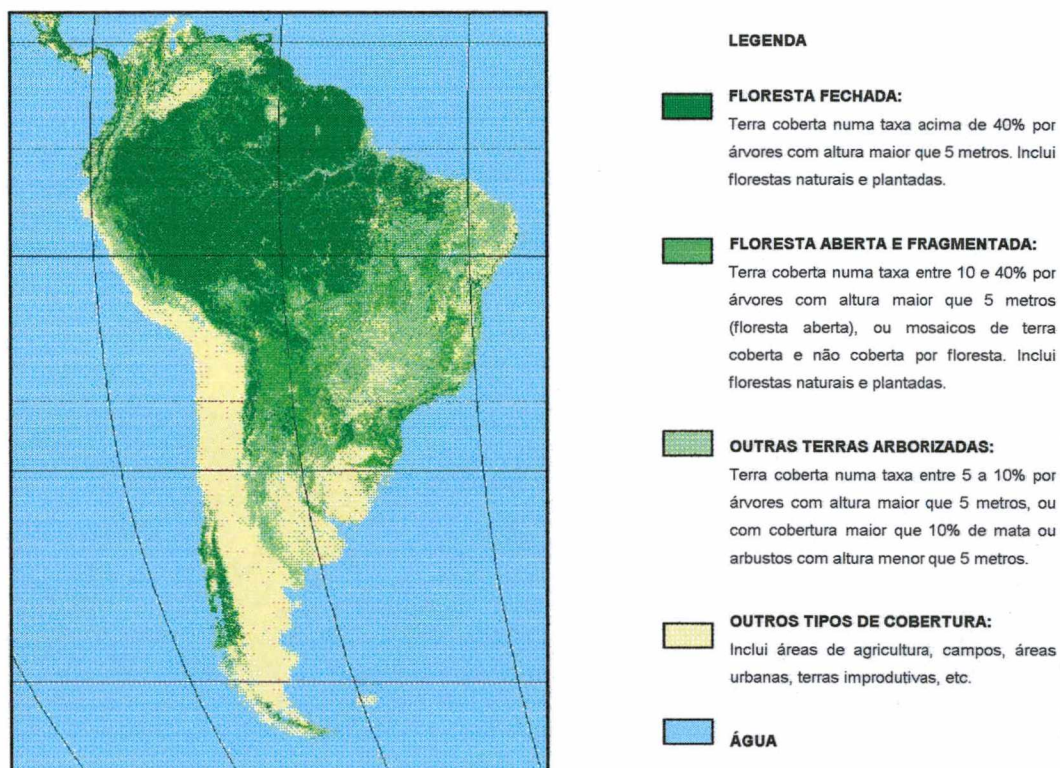 LEGENDA
FLORESTA FECHADA:
Terra coberta numa taxa acima de 40% por
árvores com altura maior que 5 metros. Inclui
florestas naturais e plantadas.
FLORESTA ABERTA E FRAGMENTADA:
Terra coberta numa taxa entre 10 e 40% por
árvores com altura maior que 5 metros
(floresta aberta), ou mosaicos de terra
coberta e não coberta por floresta. Inclui
florestas naturais e plantadas.
OUTRAS TERRAS ARBORIZADAS:
Terra coberta numa taxa entre 5 a 10% por
árvores com altura maior que 5 metros, ou
com cobertura maior que 10% de mata ou
arbustos com altura menor que 5 metros.
OUTROS TIPOS DE COBERTURA:
Inclui áreas de agricultura, campos, áreas
urbanas, terras improdutivas, etc.
ÁGUA